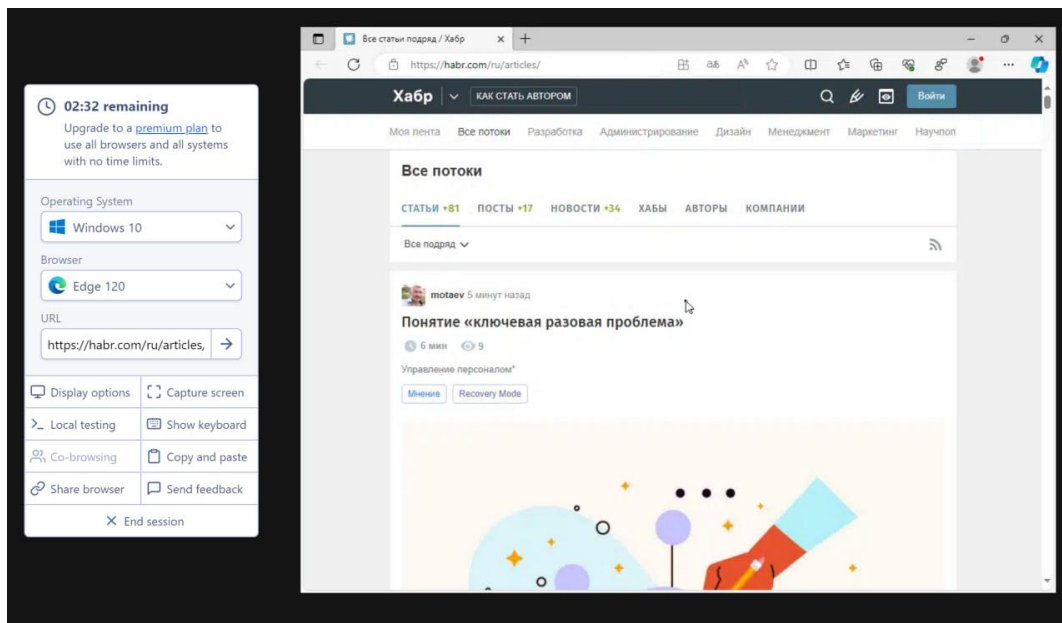 02:32 remaining
Upgrade to a premium plan to
use all browsers and all systems
with no time limits.
Operating System
Windows 10
Browser
Edge 120
URL
https://habr.com/ru/articles,
Display options
Capture screen
Local testing
Show keyboard
Co-browsing
Copy and paste
Share browser
Send feedback
End session
Все статьи подряд / Хабр
https://habr.com/ru/articles/
Хабр
КАК СТАТЬ АВТОРОМ
Войти
Моя лента Все потоки Разработка Администрирование Дизайн Менеджмент Маркетинг Научпоп
Все потоки
СТАТЬИ +81 ПОСТЫ +17 НОВОСТИ +34 ХАБЫ АВТОРЫ КОМПАНИИ
Все подряд
motaev 5 минут назад
Понятие «ключевая разовая проблема»
6 мин 9
Управление персоналом*
Мнение Recovery Mode